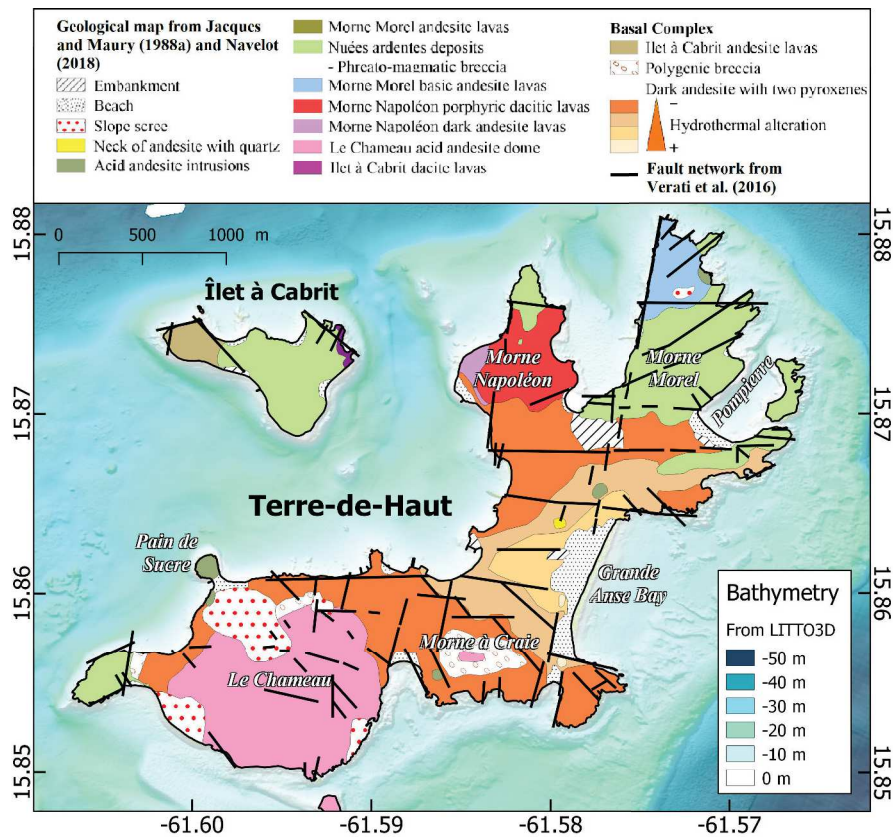 Geological map from Jacques
and Maury (1988a) and Navelot
(2018)
Embankment
Beach
Slope scree
Neck of andesite with quartz
Acid andesite intrusions
Morne Morel andesite lavas
Nuées ardentes deposits
- Phreato-magmatic breccia
Morne Morel basic andesite lavas
Morne Napoléon porphyric dacitic lavas
Morne Napoléon dark andesite lavas
Le Chameau acid andesite dome
Ilet à Cabrit dacite lavas
Basal Complex
Ilet à Cabrit andesite lavas
Polygenic breccia
Dark andesite with two pyroxenes
–
Hydrothermal alteration
+
Fault network from
Verati et al. (2016)
15.88
15.88
0 500 1000 m
Îlet à Cabrit
Morne
Napoléon
Morne
Morel
Pompierre
15.87
15.87
Terre-de-Haut
Pain de
Sucre
Grande
Anse Bay
15.86
15.86
Morne à Craie
Le Chameau
Bathymetry
From LITTO3D
-50 m
-40 m
-30 m
-20 m
-10 m
0 m
15.85
15.85
-61.60
-61.59
-61.58
-61.57